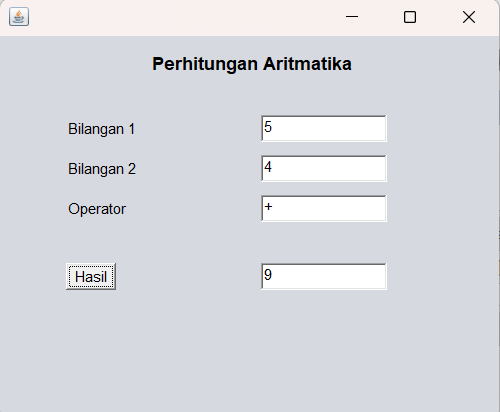 Perhitungan Aritmatika
Bilangan 1 5
Bilangan 2 4
Operator +
Hasil 9